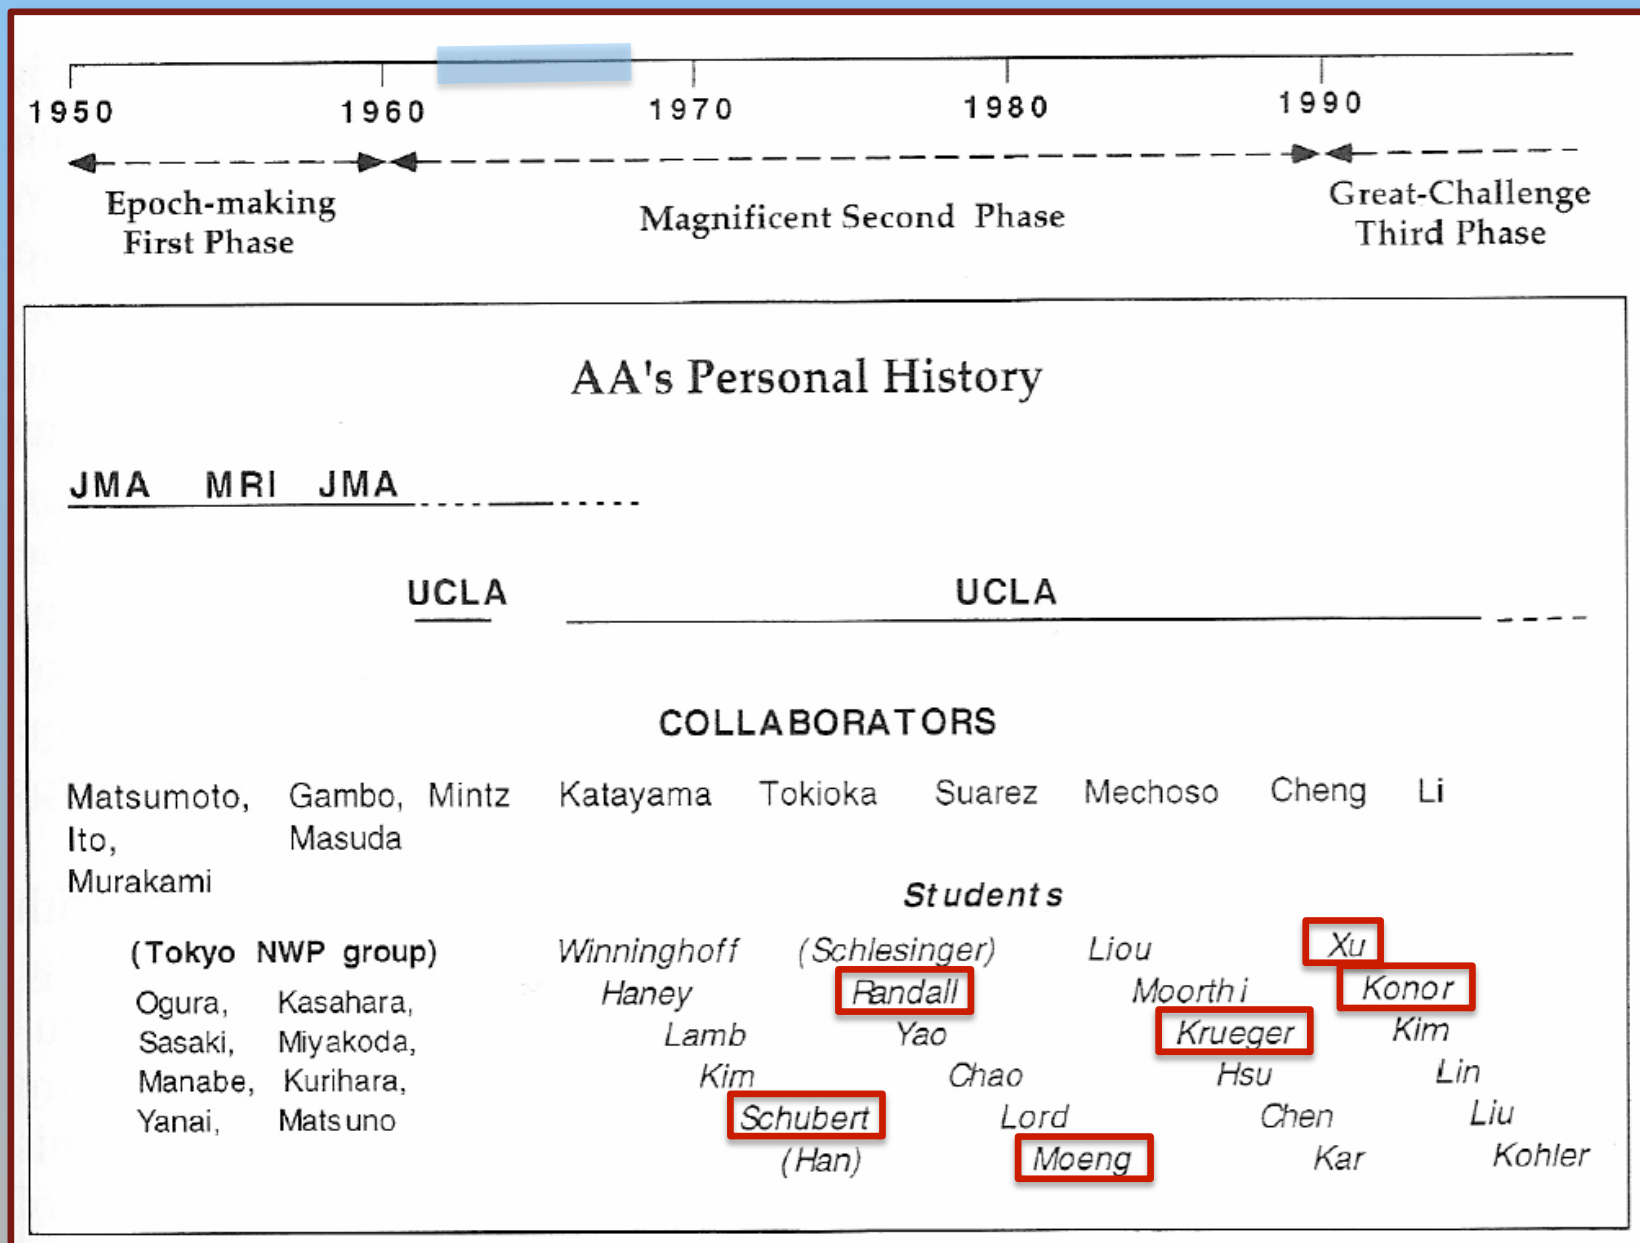 1950 1960 1970 1980 1990
Epoch-making First Phase
Magnificent Second Phase
Great-Challenge Third Phase
AA's Personal History
JMA MRI JMA
UCLA UCLA
COLLABORATORS
Matsumoto, Gambo, Mintz Katayama Tokioka Suarez Mechoso Cheng Li
Ito, Masuda
Murakami
Students
(Tokyo NWP group) Winninghoff (Schlesinger) Liou Xu
Ogura, Kasahara, Haney Randall Moorthi Konor
Sasaki, Miyakoda, Lamb Yao Krueger Kim
Manabe, Kurihara, Kim Chao Hsu Lin
Yanai, Matsuno Schubert Lord Chen Liu
(Han) Moeng Kar Kohler